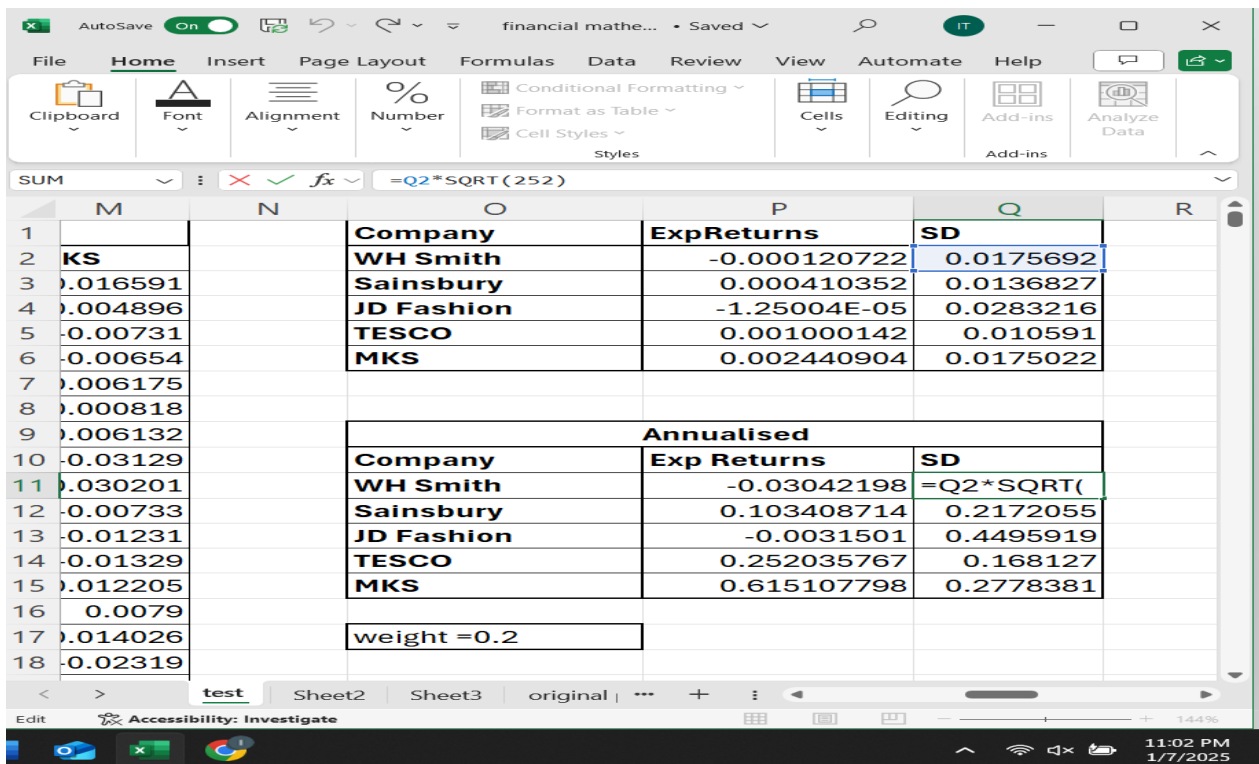 AutoSave On financial mathe... • Saved IT
File Home Insert Page Layout Formulas Data Review View Automate Help
Clipboard Font Alignment Number Conditional Formatting Format as Table Cell Styles Cells Editing Add-ins Analyze Data
Styles Add-ins
SUM fx =Q2*SQRT(252)
M N O P Q R
1 Company ExpReturns SD
2 KS WH Smith -0.000120722 0.0175692
3 0.016591 Sainsbury 0.000410352 0.0136827
4 0.004896 JD Fashion -1.25004E-05 0.0283216
5 -0.00731 TESCO 0.001000142 0.010591
6 -0.00654 MKS 0.002440904 0.0175022
7 0.006175
8 0.000818
9 0.006132 Annualised
10 -0.03129 Company Exp Returns SD
11 0.030201 WH Smith -0.03042198 =Q2*SQRT(
12 -0.00733 Sainsbury 0.103408714 0.2172055
13 -0.01231 JD Fashion -0.0031501 0.4495919
14 -0.01329 TESCO 0.252035767 0.168127
15 0.012205 MKS 0.615107798 0.2778381
16 0.0079
17 0.014026 weight =0.2
18 -0.02319
test Sheet2 Sheet3 original ...
Edit Accessibility: Investigate 144%
11:02 PM
1/7/2025